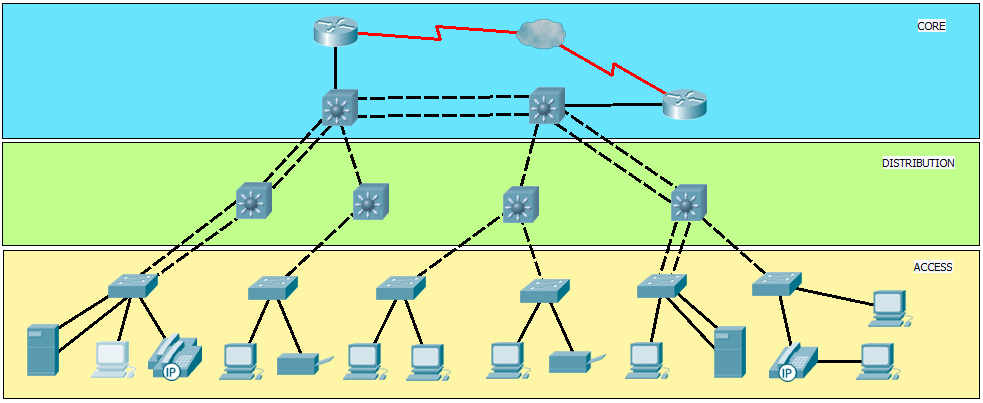 CORE
DISTRIBUTION
ACCESS
IP
IP